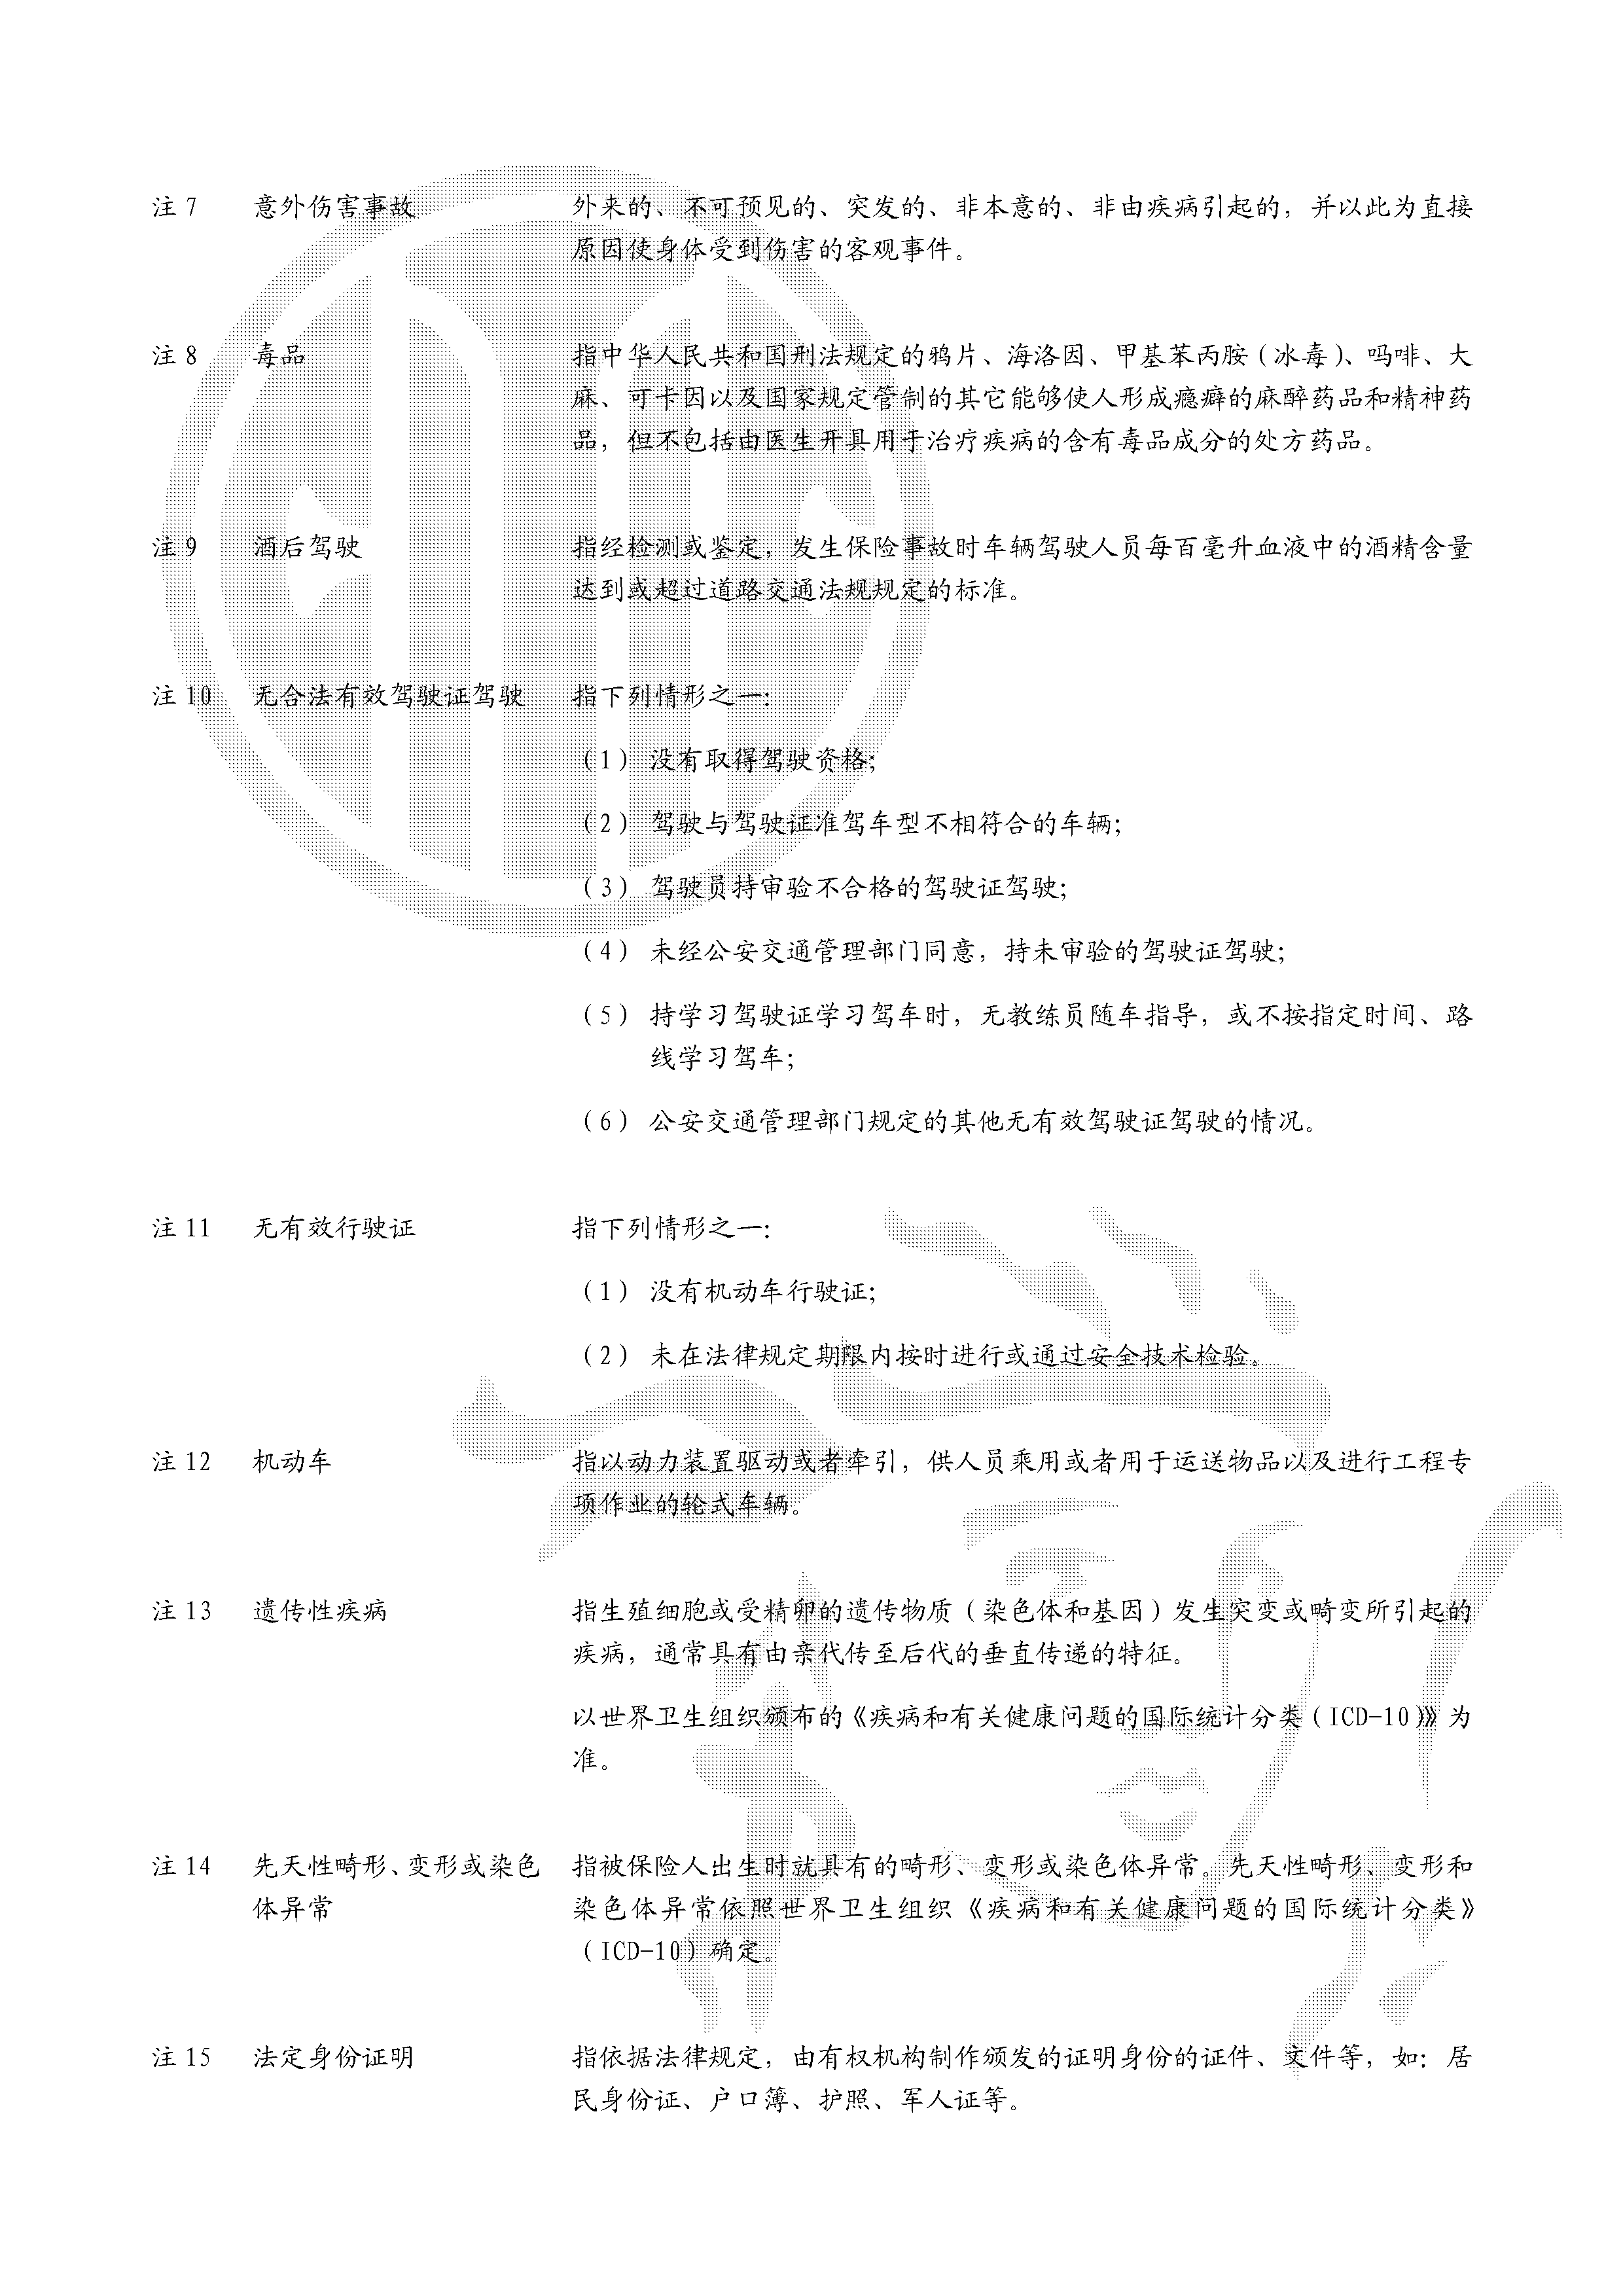 注 7 意外伤害事故 外来的、不可预见的、突发的、非本意的、非由疾病引起的，并以此为直接
原因使身体受到伤害的客观事件。
注 8 毒品 指中华人民共和国刑法规定的鸦片、海洛因、甲基苯丙胺（冰毒）、吗啡、大
麻、可卡因以及国家规定管制的其它能够使人形成瘾癖的麻醉药品和精神药
品，但不包括由医生开具用于治疗疾病的含有毒品成分的处方药品。
注 9 酒后驾驶 指经检测或鉴定，发生保险事故时车辆驾驶人员每百毫升血液中的酒精含量
达到或超过道路交通法规规定的标准。
注 10 无合法有效驾驶证驾驶 指下列情形之一：
（1） 没有取得驾驶资格；
（2） 驾驶与驾驶证准驾车型不相符合的车辆；
（3） 驾驶员持审验不合格的驾驶证驾驶；
（4） 未经公安交通管理部门同意，持未审验的驾驶证驾驶；
（5） 持学习驾驶证学习驾车时，无教练员随车指导，或不按指定时间、路
线学习驾车；
（6） 公安交通管理部门规定的其他无有效驾驶证驾驶的情况。
注 11 无有效行驶证 指下列情形之一：
（1） 没有机动车行驶证；
（2） 未在法律规定期限内按时进行或通过安全技术检验。
注 12 机动车 指以动力装置驱动或者牵引，供人员乘用或者用于运送物品以及进行工程专
项作业的轮式车辆。
注 13 遗传性疾病 指生殖细胞或受精卵的遗传物质（染色体和基因）发生突变或畸变所引起的
疾病，通常具有由亲代传至后代的垂直传递的特征。
以世界卫生组织颁布的《疾病和有关健康问题的国际统计分类（ICD-10）》为
准。
注 14 先天性畸形、变形或染色 指被保险人出生时就具有的畸形、变形或染色体异常。先天性畸形、变形和
体异常 染色体异常依照世界卫生组织《疾病和有关健康问题的国际统计分类》
（ICD-10）确定。
注 15 法定身份证明 指依据法律规定，由有权机构制作颁发的证明身份的证件、文件等，如：居
民身份证、户口簿、护照、军人证等。